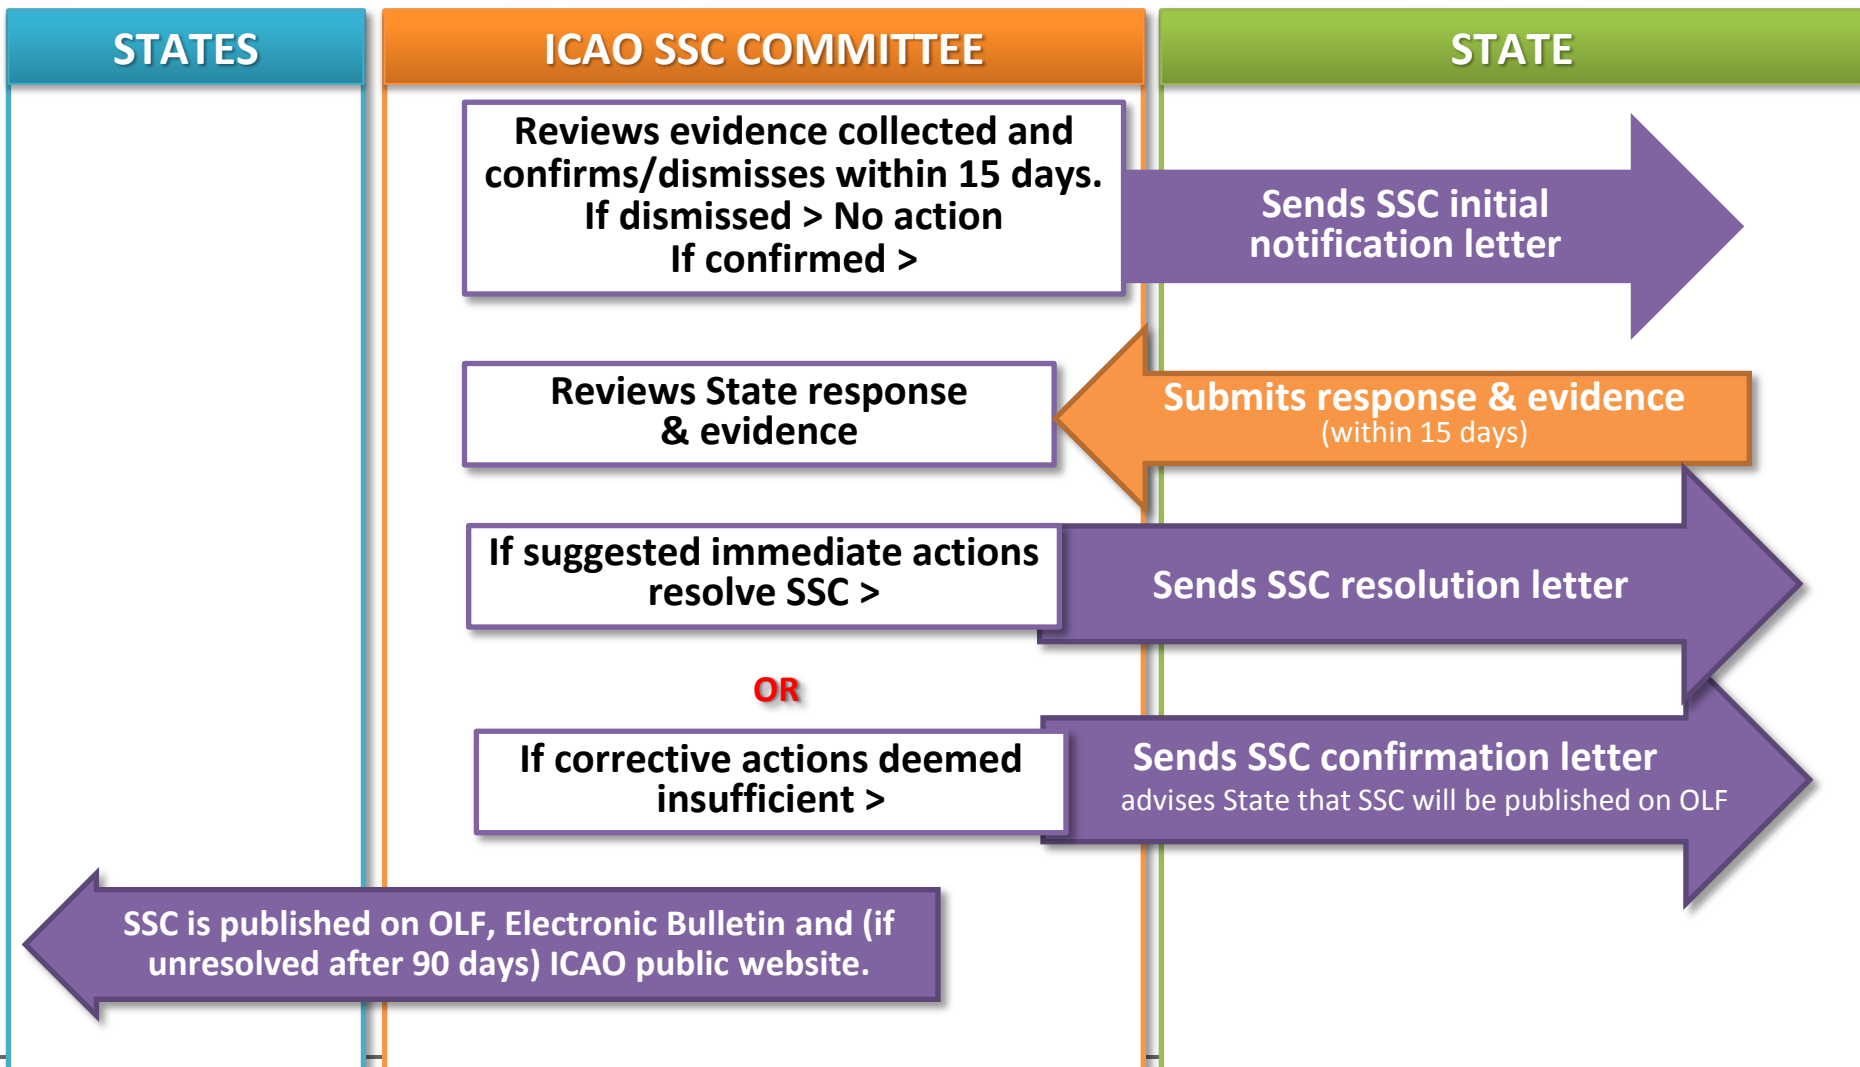 STATES
ICAO SSC COMMITTEE
STATE
Reviews evidence collected and
confirms/dismisses within 15 days.
If dismissed > No action
If confirmed >
Sends SSC initial
notification letter
Reviews State response
& evidence
Submits response & evidence
(within 15 days)
If suggested immediate actions
resolve SSC >
Sends SSC resolution letter
OR
If corrective actions deemed
insufficient >
Sends SSC confirmation letter
advises State that SSC will be published on OLF
SSC is published on OLF, Electronic Bulletin and (if
unresolved after 90 days) ICAO public website.